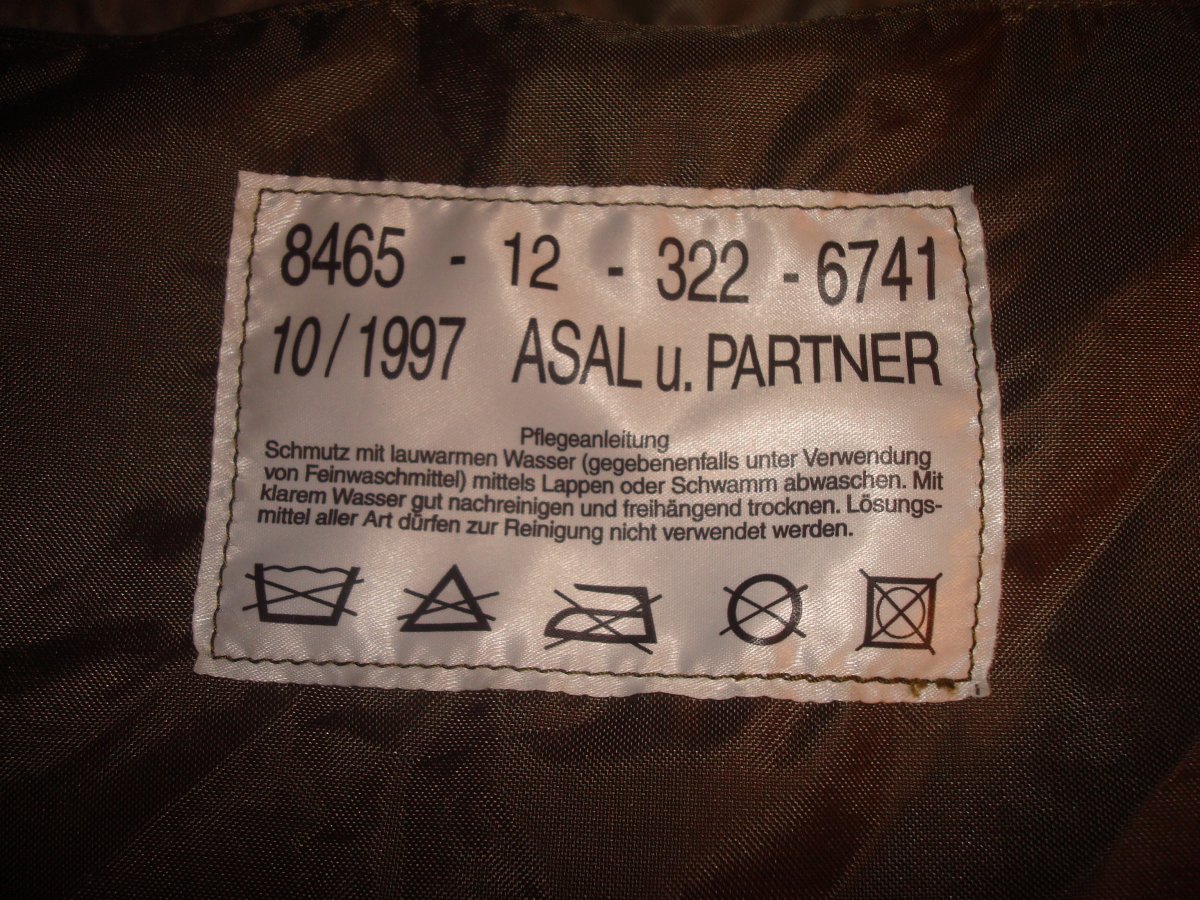 8465 - 12 - 322 - 6741
10/1997 ASAL u. PARTNER
Pflegeanleitung
Schmutz mit lauwarmen Wasser (gegebenenfalls unter Verwendung
von Feinwaschmittel) mittels Lappen oder Schwamm abwaschen. Mit
klarem Wasser gut nachreinigen und freihängend trocknen. Lösungs-
mittel aller Art dürfen zur Reinigung nicht verwendet werden.